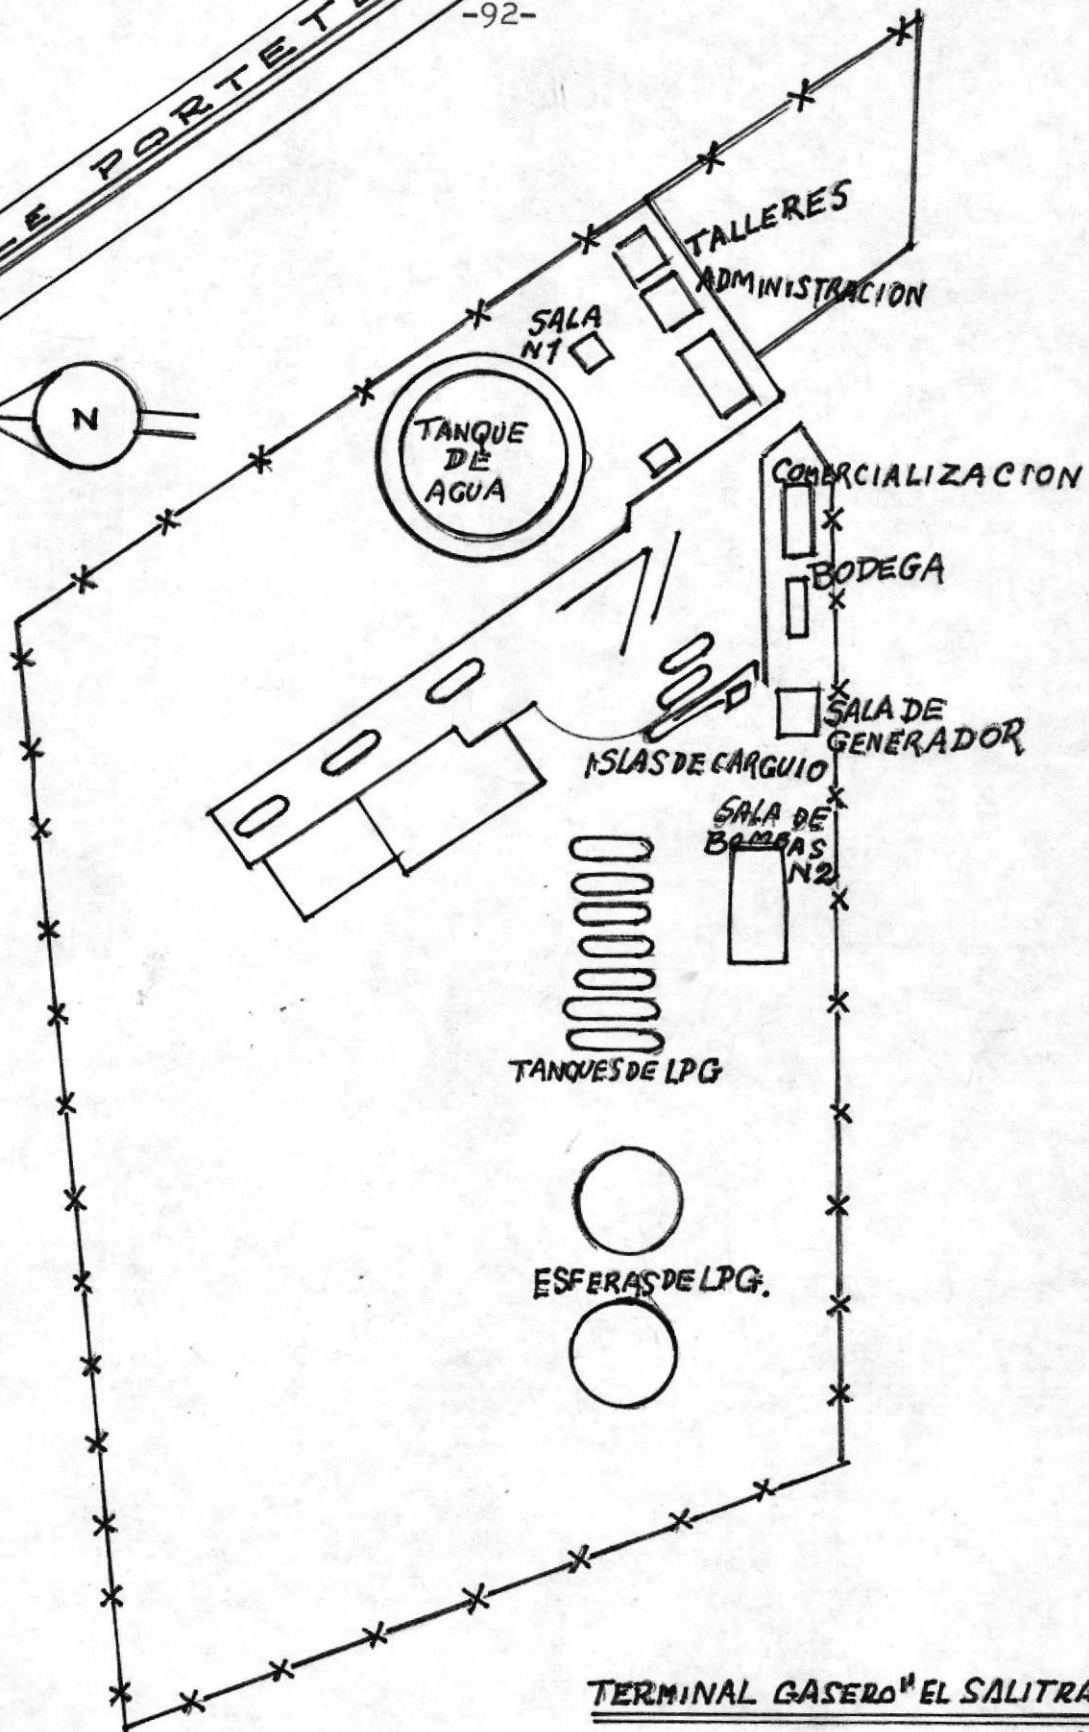 -92-
LE PORTETE
TALLERES
ADMINISTRACION
SALA
N1
N
TANQUE
DE
AGUA
COMERCIALIZACION
BODEGA
SALA DE
GENERADOR
ISLAS DE CARGUIO
SALA DE
BOMBAS
N2
TANQUES DE LPG
ESFERAS DE LPG.
TERMINAL GASERO "EL SALITRA